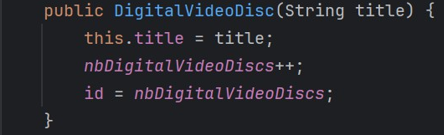 public DigitalVideoDisc(String title) {
this.title = title;
nbDigitalVideoDiscs++;
id = nbDigitalVideoDiscs;
}